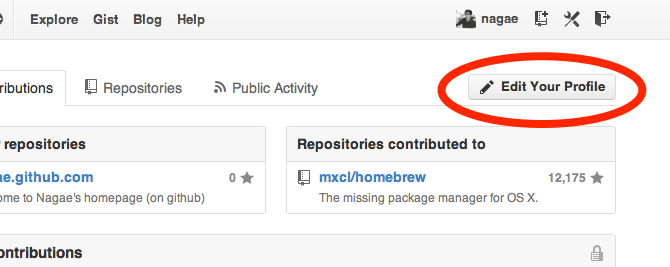 Explore Gist Blog Help nagae
ributions Repositories Public Activity Edit Your Profile
repositories
ae.github.com 0
ome to Nagae's homepage (on github)
Repositories contributed to
mxcl/homebrew 12,175
The missing package manager for OS X.
ontributions